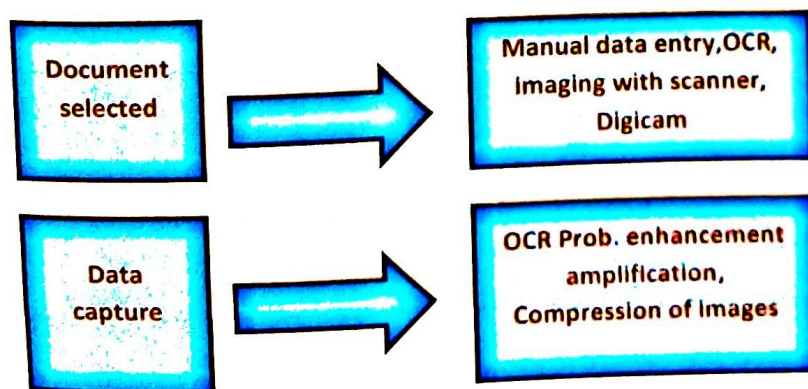 Document
selected
Manual data entry,OCR,
imaging with scanner,
Digicam
Data
capture
OCR Prob. enhancement
amplification,
Compression of images